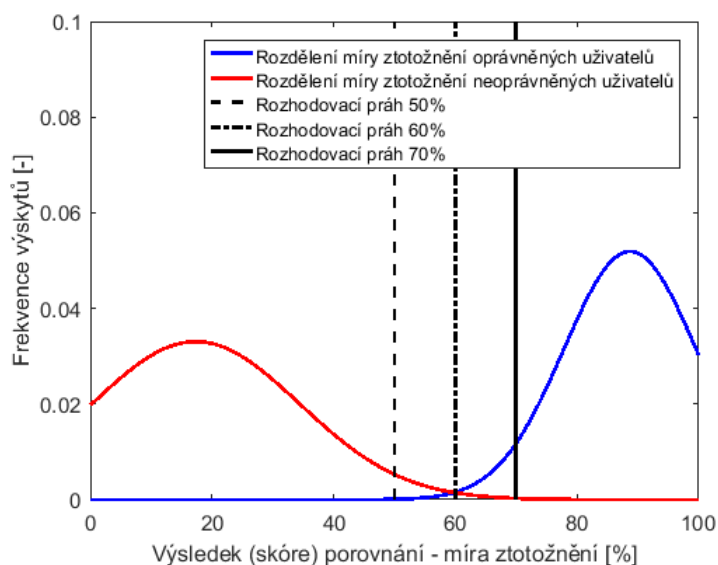 0.1
0.08
0.06
0.04
0.02
0
Frekvence výskytů [-]
Rozdělení míry ztotožnění oprávněných uživatelů
Rozdělení míry ztotožnění neoprávněných uživatelů
Rozhodovací práh 50%
Rozhodovací práh 60%
Rozhodovací práh 70%
0 20 40 60 80 100
Výsledek (skóre) porovnání - míra ztotožnění [%]